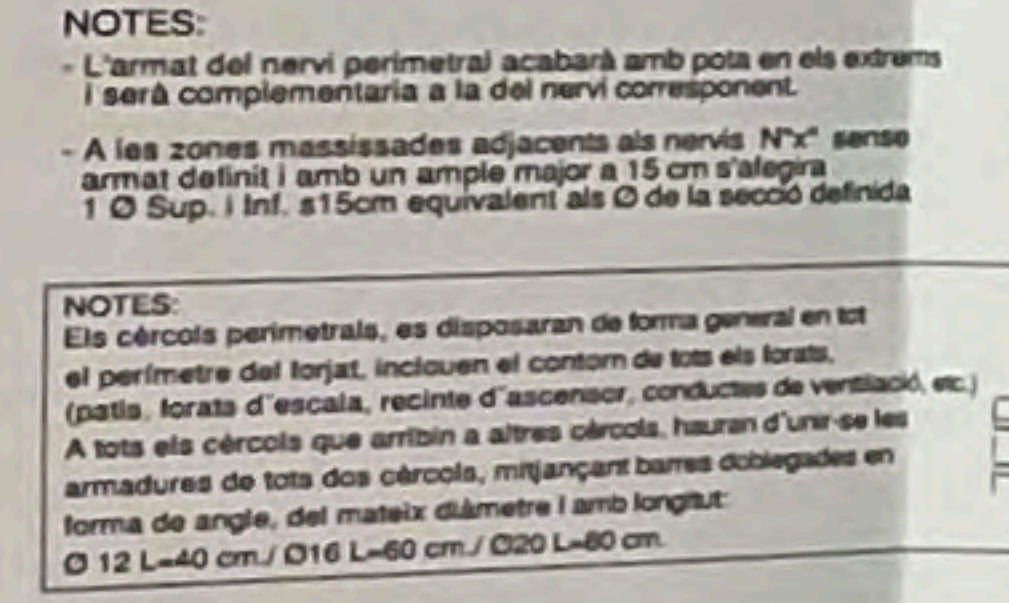 NOTES:
- L'armat del nervi perimetral acabarà amb pota en els extrems
i serà complementaria a la del nervi corresponent.
- A les zones massissades adjacents als nervis N"x" sense
armat definit i amb un ample major a 15 cm s'alegira
1 Ø Sup. i Inf. s15cm equivalent als Ø de la secció definida
NOTES:
Els cèrcols perimetrals, es disposaran de forma general en tot
el perímetre del forjat, inclouen el contorn de tots els forats,
(patis, forats d'escala, recinte d'ascensor, conductes de ventilació, etc.)
A tots els cèrcols que arribin a altres cèrcols, hauran d'unir-se les
armadures de tots dos cèrcols, mitjançant barres doblegades en
forma de angle, del mateix diàmetre i amb longitut:
Ø 12 L=40 cm./ Ø16 L=60 cm./ Ø20 L=80 cm.